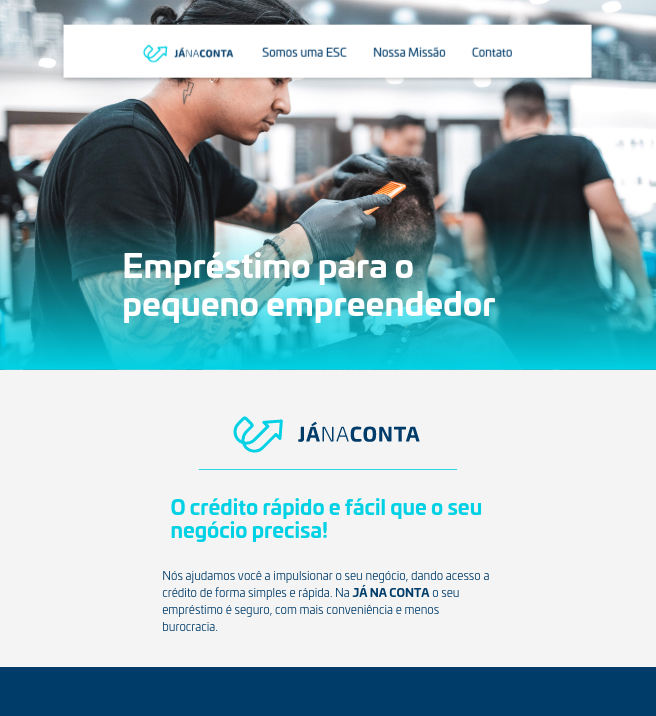 JÁNACONTA Somos uma ESC Nossa Missão Contato
Empréstimo para o
pequeno empreendedor
JÁNACONTA
O crédito rápido e fácil que o seu
negócio precisa!
Nós ajudamos você a impulsionar o seu negócio, dando acesso a
crédito de forma simples e rápida. Na JÁ NA CONTA o seu
empréstimo é seguro, com mais conveniência e menos
burocracia.